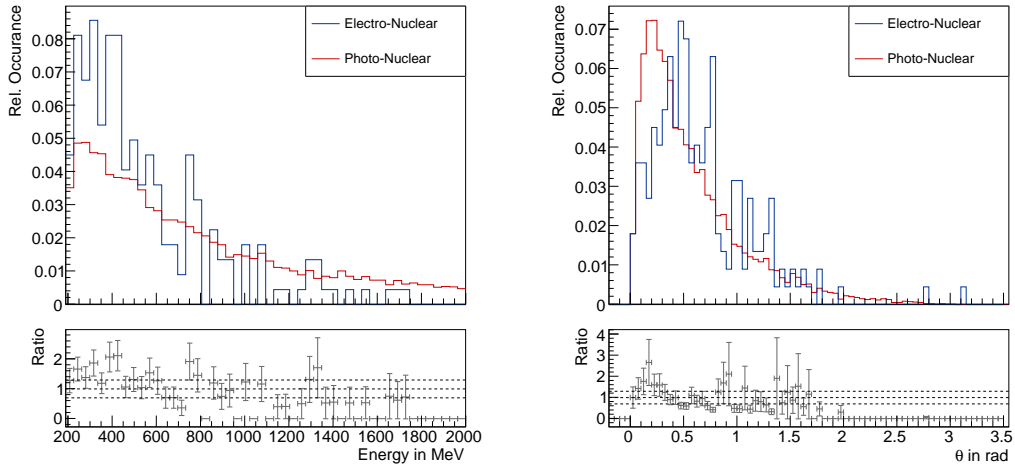 Rel. Occurance
0.08
0.07
0.06
0.05
0.04
0.03
0.02
0.01
0
Electro-Nuclear
Photo-Nuclear
Ratio
2
1
0
200 400 600 800 1000 1200 1400 1600 1800 2000
Energy in MeV
Rel. Occurance
0.07
0.06
0.05
0.04
0.03
0.02
0.01
0
Electro-Nuclear
Photo-Nuclear
Ratio
4
3
2
1
0
0 0.5 1 1.5 2 2.5 3 3.5
θ in rad